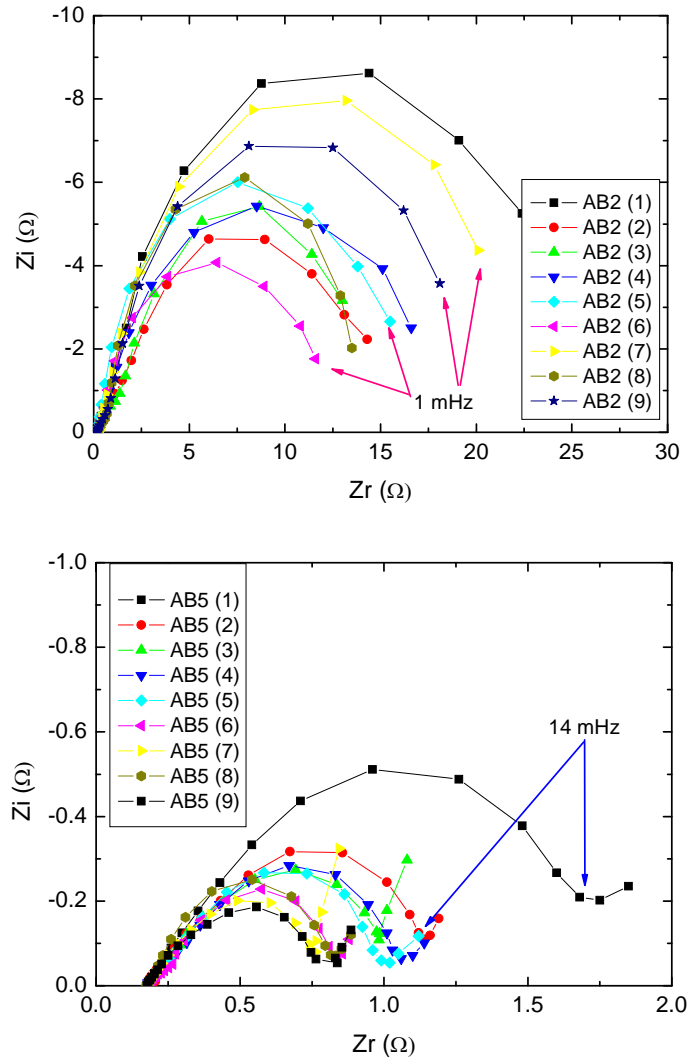 -10
-8
-6
-4
-2
0
Zi (Ω)
0 5 10 15 20 25 30
Zr (Ω)
AB2 (1)
AB2 (2)
AB2 (3)
AB2 (4)
AB2 (5)
AB2 (6)
AB2 (7)
AB2 (8)
AB2 (9)
1 mHz
-1.0
-0.8
-0.6
-0.4
-0.2
0.0
Zi (Ω)
0.0 0.5 1.0 1.5 2.0
Zr (Ω)
AB5 (1)
AB5 (2)
AB5 (3)
AB5 (4)
AB5 (5)
AB5 (6)
AB5 (7)
AB5 (8)
AB5 (9)
14 mHz